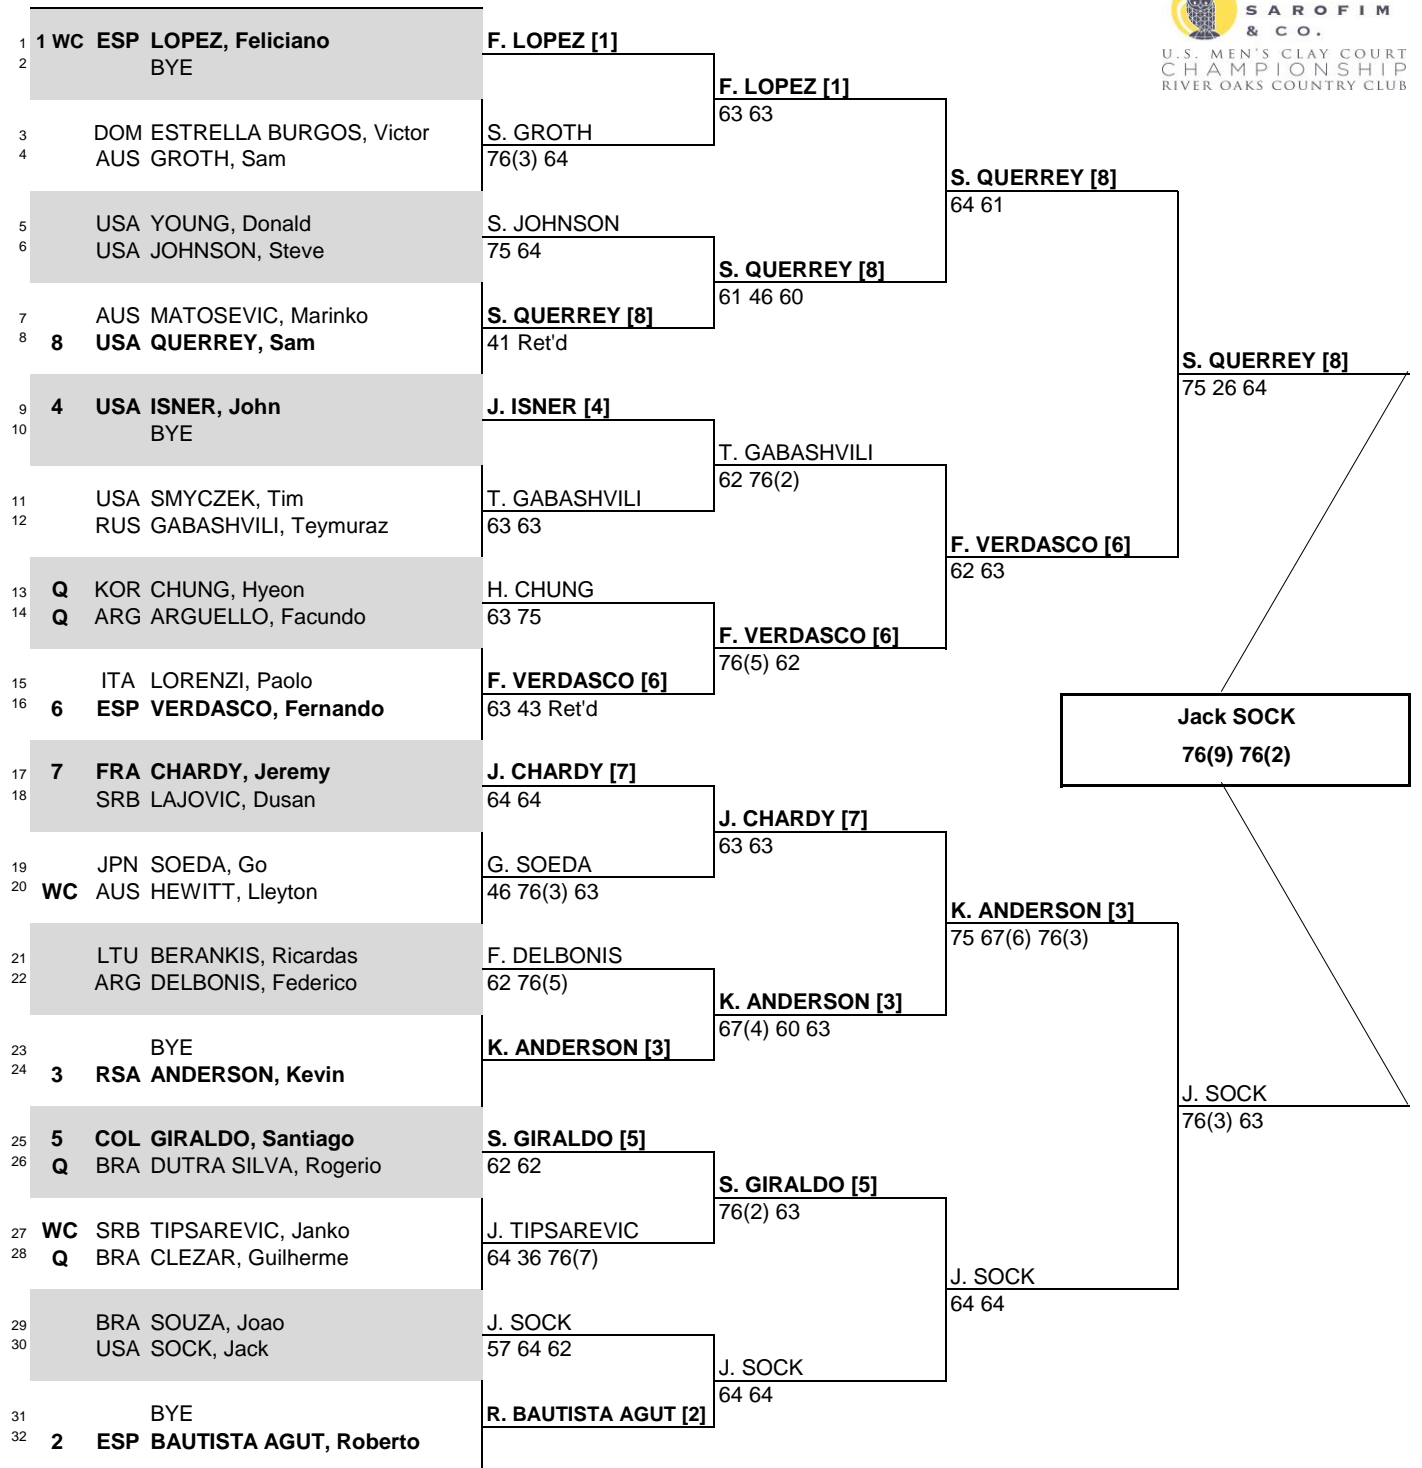 SAROFIM
& CO.
U.S. MEN'S CLAY COURT
CHAMPIONSHIP
RIVER OAKS COUNTRY CLUB
1 1 WC ESP LOPEZ, Feliciano
2 BYE
3 DOM ESTRELLA BURGOS, Victor
4 AUS GROTH, Sam
5 USA YOUNG, Donald
6 USA JOHNSON, Steve
7 AUS MATOSEVIC, Marinko
8 8 USA QUERREY, Sam
9 4 USA ISNER, John
10 BYE
11 USA SMYCZEK, Tim
12 RUS GABASHVILI, Teymuraz
13 Q KOR CHUNG, Hyeon
14 Q ARG ARGUELLO, Facundo
15 ITA LORENZI, Paolo
16 6 ESP VERDASCO, Fernando
17 7 FRA CHARDY, Jeremy
18 SRB LAJOVIC, Dusan
19 JPN SOEDA, Go
20 WC AUS HEWITT, Lleyton
21 LTU BERANKIS, Ricardas
22 ARG DELBONIS, Federico
23 BYE
24 3 RSA ANDERSON, Kevin
25 5 COL GIRALDO, Santiago
26 Q BRA DUTRA SILVA, Rogerio
27 WC SRB TIPSAREVIC, Janko
28 Q BRA CLEZAR, Guilherme
29 BRA SOUZA, Joao
30 USA SOCK, Jack
31 BYE
32 2 ESP BAUTISTA AGUT, Roberto
F. LOPEZ [1]
S. GROTH
76(3) 64
S. JOHNSON
75 64
S. QUERREY [8]
41 Ret'd
J. ISNER [4]
T. GABASHVILI
63 63
H. CHUNG
63 75
F. VERDASCO [6]
63 43 Ret'd
J. CHARDY [7]
64 64
G. SOEDA
46 76(3) 63
F. DELBONIS
62 76(5)
K. ANDERSON [3]
S. GIRALDO [5]
62 62
J. TIPSAREVIC
64 36 76(7)
J. SOCK
57 64 62
R. BAUTISTA AGUT [2]
F. LOPEZ [1]
63 63
S. QUERREY [8]
61 46 60
T. GABASHVILI
62 76(2)
F. VERDASCO [6]
76(5) 62
J. CHARDY [7]
63 63
K. ANDERSON [3]
67(4) 60 63
S. GIRALDO [5]
76(2) 63
J. SOCK
64 64
S. QUERREY [8]
64 61
F. VERDASCO [6]
62 63
K. ANDERSON [3]
75 67(6) 76(3)
J. SOCK
64 64
S. QUERREY [8]
75 26 64
J. SOCK
76(3) 63
Jack SOCK
76(9) 76(2)